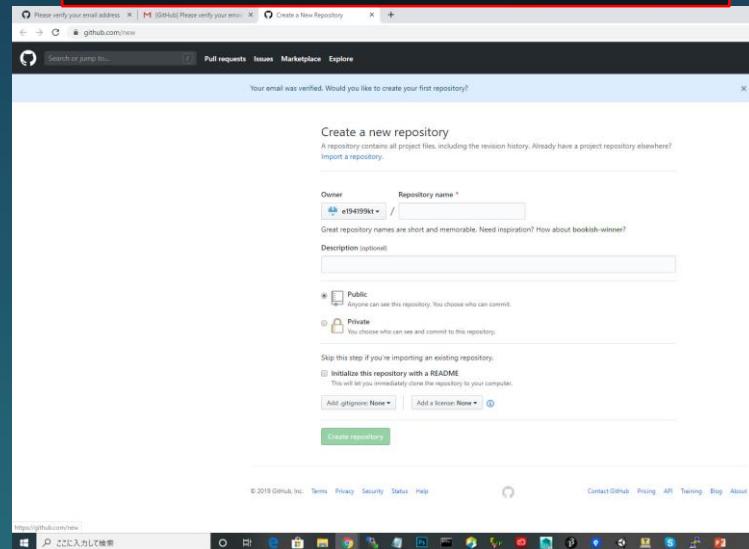 Please verify your email address
[GitHub] Please verify your emai
Create a New Repository
github.com/new
Search or jump to...
Pull requests Issues Marketplace Explore
Your email was verified. Would you like to create your first repository?
Create a new repository
A repository contains all project files, including the revision history. Already have a project repository elsewhere?
Import a repository.
Owner Repository name *
e194199kt /
Great repository names are short and memorable. Need inspiration? How about bookish-winner?
Description (optional)
Public
Anyone can see this repository. You choose who can commit.
Private
You choose who can see and commit to this repository.
Skip this step if you're importing an existing repository.
Initialize this repository with a README
This will let you immediately clone the repository to your computer.
Add .gitignore: None Add a license: None
Create repository
© 2019 GitHub, Inc. Terms Privacy Security Status Help Contact GitHub Pricing API Training Blog About
https://github.com/new
ここに入力して検索